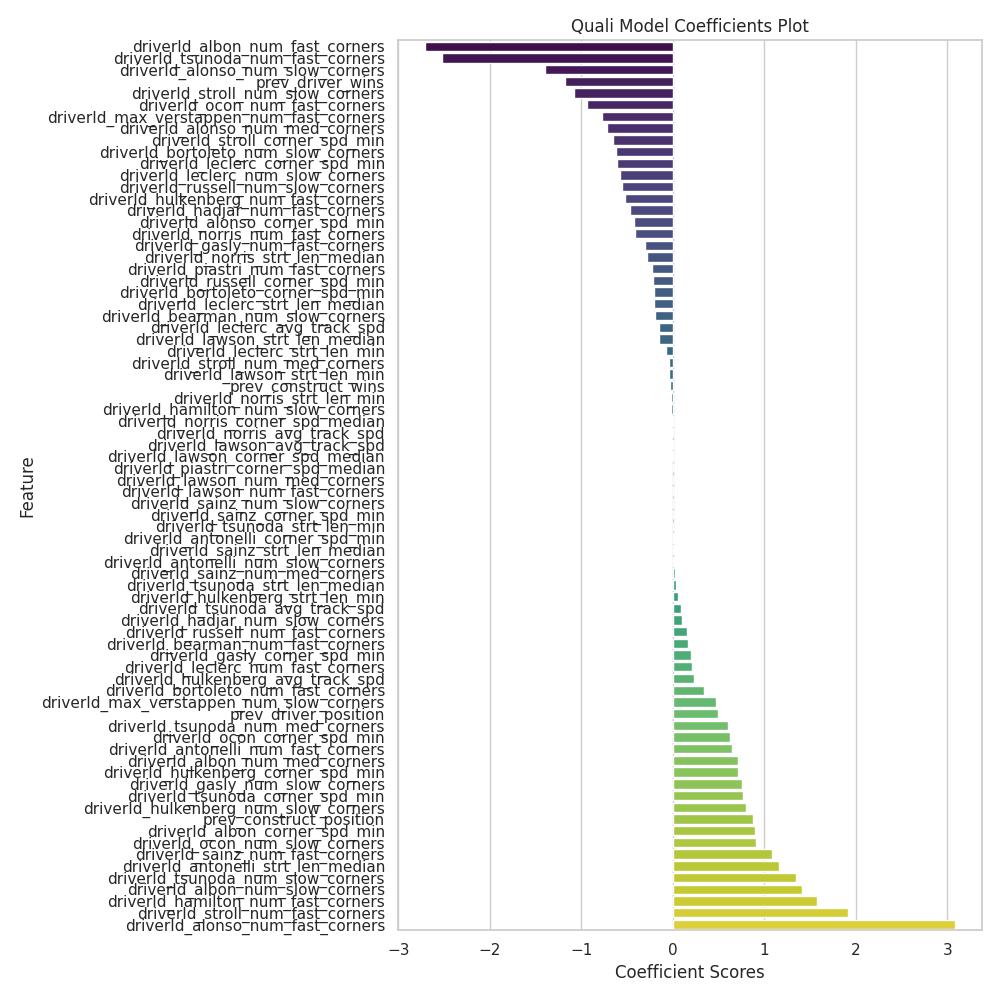 Quali Model Coefficients Plot
driverId_albon_num_fast_corners
driverId_tsunoda_num_fast_corners
driverId_alonso_num_slow_corners
prev_driver_wins
driverId_stroll_num_slow_corners
driverId_ocon_num_fast_corners
driverId_max_verstappen_num_fast_corners
driverId_alonso_num_med_corners
driverId_stroll_corner_spd_min
driverId_bortoleto_num_slow_corners
driverId_leclerc_corner_spd_min
driverId_leclerc_num_slow_corners
driverId_russell_num_slow_corners
driverId_hulkenberg_num_fast_corners
driverId_hadjar_num_fast_corners
driverId_alonso_corner_spd_min
driverId_norris_num_fast_corners
driverId_gasly_num_fast_corners
driverId_norris_strt_len_median
driverId_piastri_num_fast_corners
driverId_russell_corner_spd_min
driverId_bortoleto_corner_spd_min
driverId_leclerc_strt_len_median
driverId_bearman_num_slow_corners
driverId_leclerc_avg_track_spd
driverId_lawson_strt_len_median
driverId_leclerc_strt_len_min
driverId_stroll_num_med_corners
driverId_lawson_strt_len_min
prev_construct_wins
driverId_norris_strt_len_min
driverId_hamilton_num_slow_corners
driverId_norris_corner_spd_median
driverId_norris_avg_track_spd
driverId_lawson_avg_track_spd
driverId_lawson_corner_spd_median
driverId_piastri_corner_spd_median
driverId_lawson_num_med_corners
driverId_lawson_num_fast_corners
driverId_sainz_num_slow_corners
driverId_sainz_corner_spd_min
driverId_tsunoda_strt_len_min
driverId_antonelli_corner_spd_min
driverId_sainz_strt_len_median
driverId_antonelli_num_slow_corners
driverId_sainz_num_med_corners
driverId_tsunoda_strt_len_median
driverId_hulkenberg_strt_len_min
driverId_tsunoda_avg_track_spd
driverId_hadjar_num_slow_corners
driverId_russell_num_fast_corners
driverId_bearman_num_fast_corners
driverId_gasly_corner_spd_min
driverId_leclerc_num_fast_corners
driverId_hulkenberg_avg_track_spd
driverId_bortoleto_num_fast_corners
driverId_max_verstappen_num_slow_corners
prev_driver_position
driverId_tsunoda_num_med_corners
driverId_ocon_corner_spd_min
driverId_antonelli_num_fast_corners
driverId_albon_num_med_corners
driverId_hulkenberg_corner_spd_min
driverId_gasly_num_slow_corners
driverId_tsunoda_corner_spd_min
driverId_hulkenberg_num_slow_corners
prev_construct_position
driverId_albon_corner_spd_min
driverId_ocon_num_slow_corners
driverId_sainz_num_fast_corners
driverId_antonelli_strt_len_median
driverId_tsunoda_num_slow_corners
driverId_albon_num_slow_corners
driverId_hamilton_num_fast_corners
driverId_stroll_num_fast_corners
driverId_alonso_num_fast_corners
Feature
−3 −2 −1 0 1 2 3
Coefficient Scores